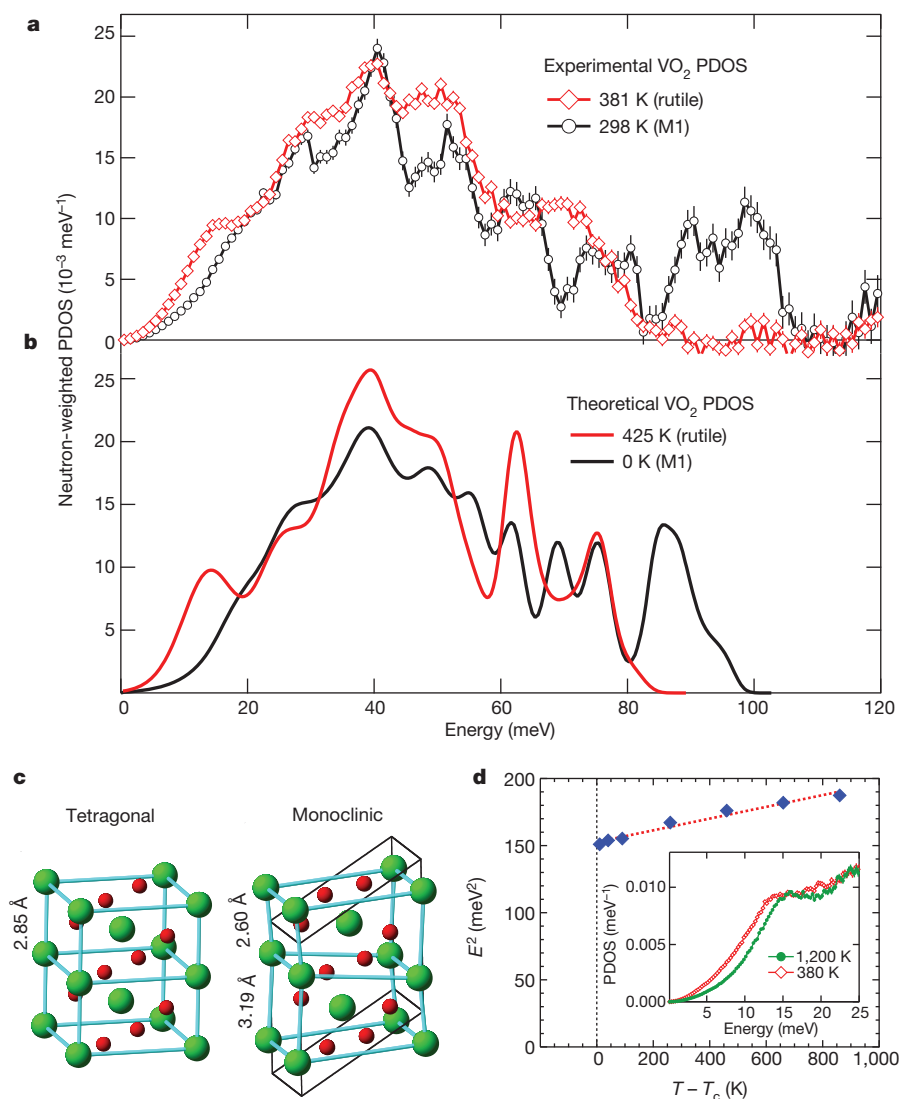 a
25
20
15
10
5
0
Experimental VO2 PDOS
381 K (rutile)
298 K (M1)
Neutron-weighted PDOS (10−3 meV−1)
b
25
20
15
10
5
Theoretical VO2 PDOS
425 K (rutile)
0 K (M1)
0 20 40 60 80 100 120
Energy (meV)
c
Tetragonal
Monoclinic
2.85 Å
2.60 Å
3.19 Å
d
200
150
100
50
0
E2 (meV2)
0 200 400 600 800 1,000
T − Tc (K)
0.010
0.005
0.000
PDOS (meV−1)
1,200 K
380 K
5 10 15 20 25
Energy (meV)